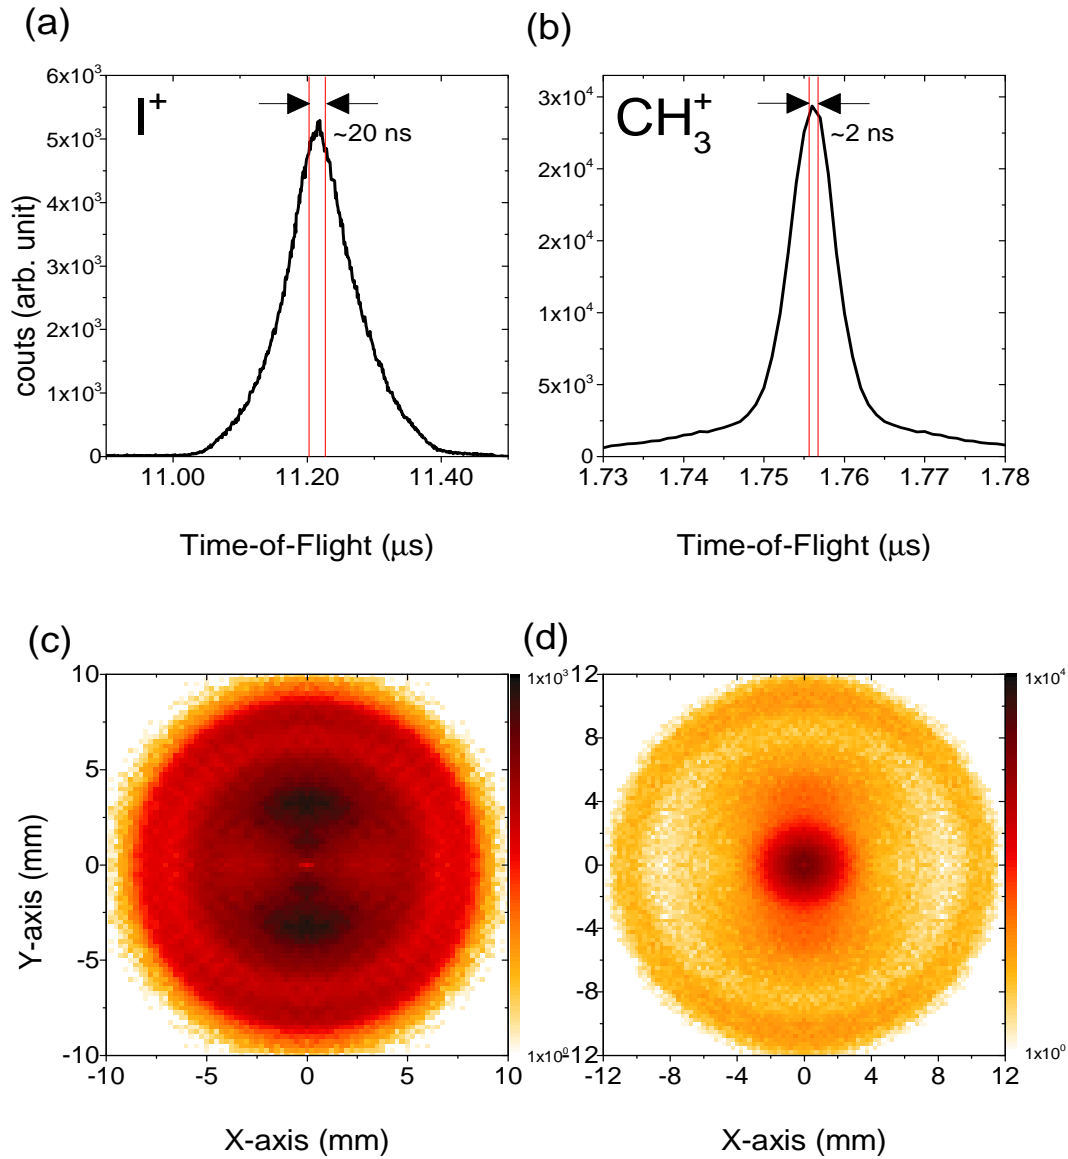 (a)
(b)
6x10³
5x10³
4x10³
3x10³
2x10³
1x10³
0
I⁺
~20 ns
11.00
11.20
11.40
couts (arb. unit)
Time-of-Flight (μs)
3x10⁴
2x10⁴
2x10⁴
1x10⁴
5x10³
0
CH₃⁺
~2 ns
1.73
1.74
1.75
1.76
1.77
1.78
Time-of-Flight (μs)
(c)
(d)
10
5
0
-5
-10
-10
-5
0
5
10
Y-axis (mm)
X-axis (mm)
1x10³
1x10⁰
12
8
4
0
-4
-8
-12
-12
-8
-4
0
4
8
12
X-axis (mm)
1x10⁴
1x10⁰